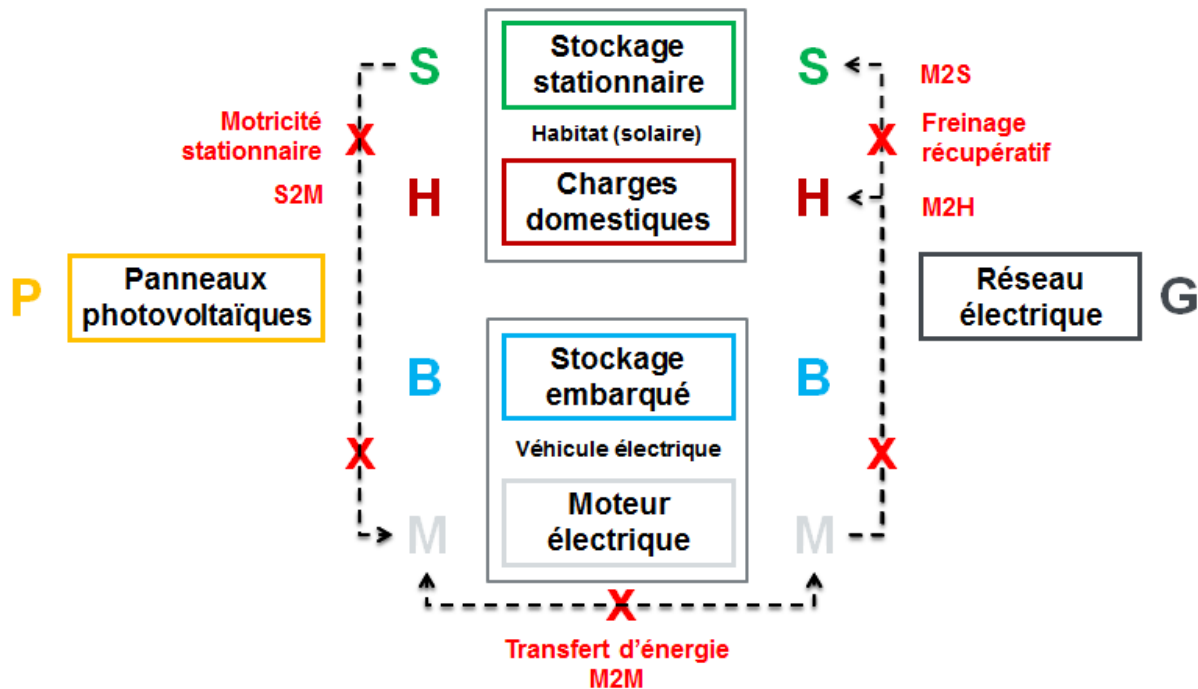 S
Stockage
stationnaire
S
M2S
Motricité
stationnaire
X
Habitat (solaire)
X
Freinage
récupératif
S2M
H
Charges
domestiques
H
M2H
P
Panneaux
photovoltaïques
Réseau
électrique
G
B
Stockage
embarqué
B
X
Véhicule électrique
X
M
Moteur
électrique
M
X
Transfert d’énergie
M2M